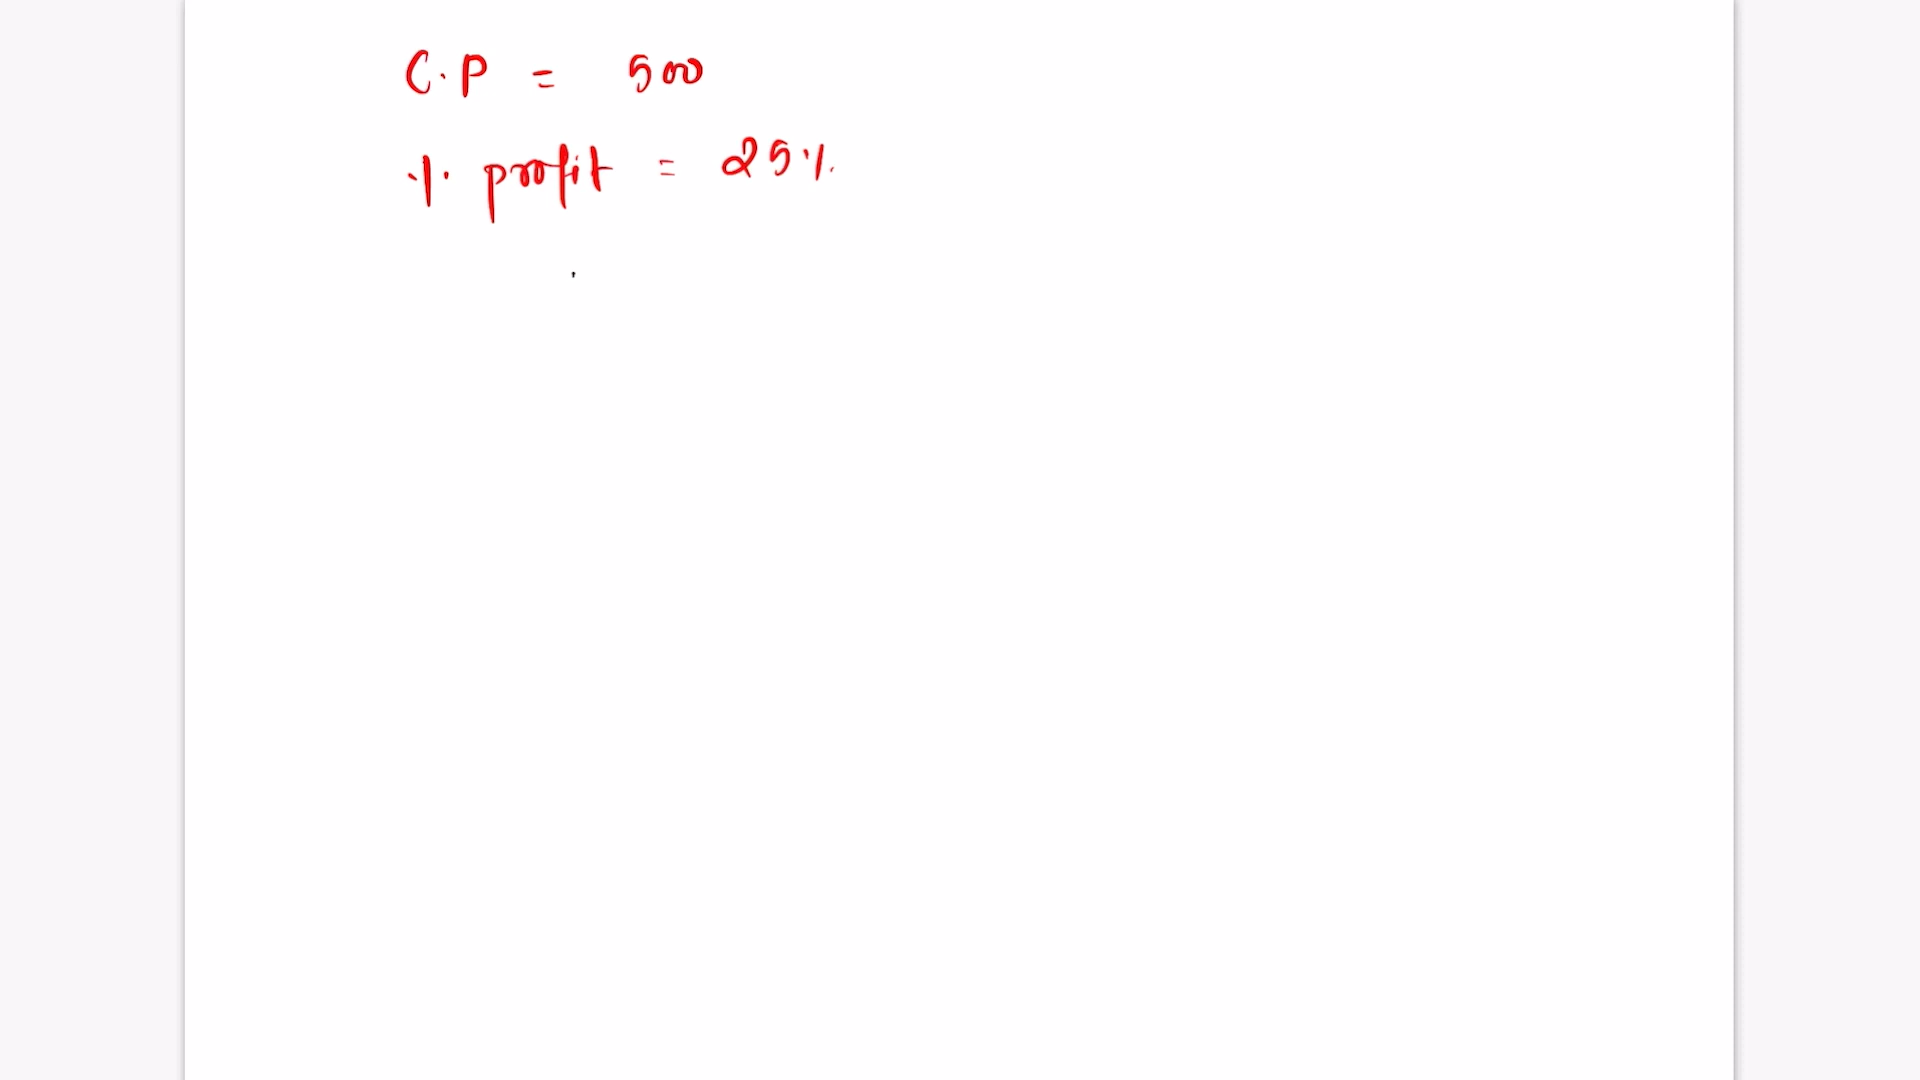 C.P = 500
% profit = 25%